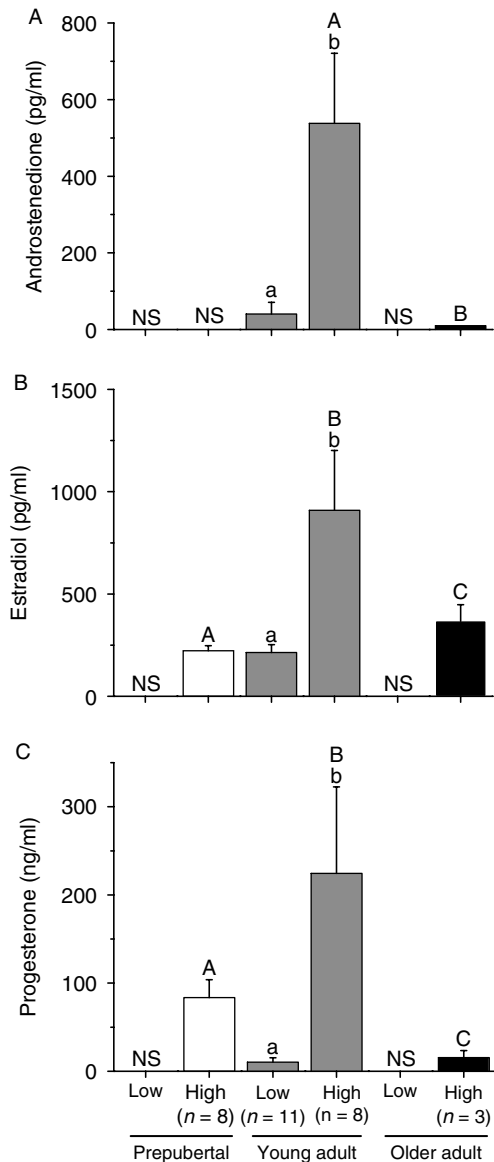 A
Androstenedione (pg/ml)
800
600
400
200
0
NS
NS
a
A
b
NS
B
B
Estradiol (pg/ml)
1500
1000
500
0
NS
A
a
B
b
NS
C
C
Progesterone (ng/ml)
300
200
100
0
NS
A
a
B
b
NS
C
Low High Low High Low High
(n = 8) (n = 11) (n = 8) (n = 3)
Prepubertal Young adult Older adult